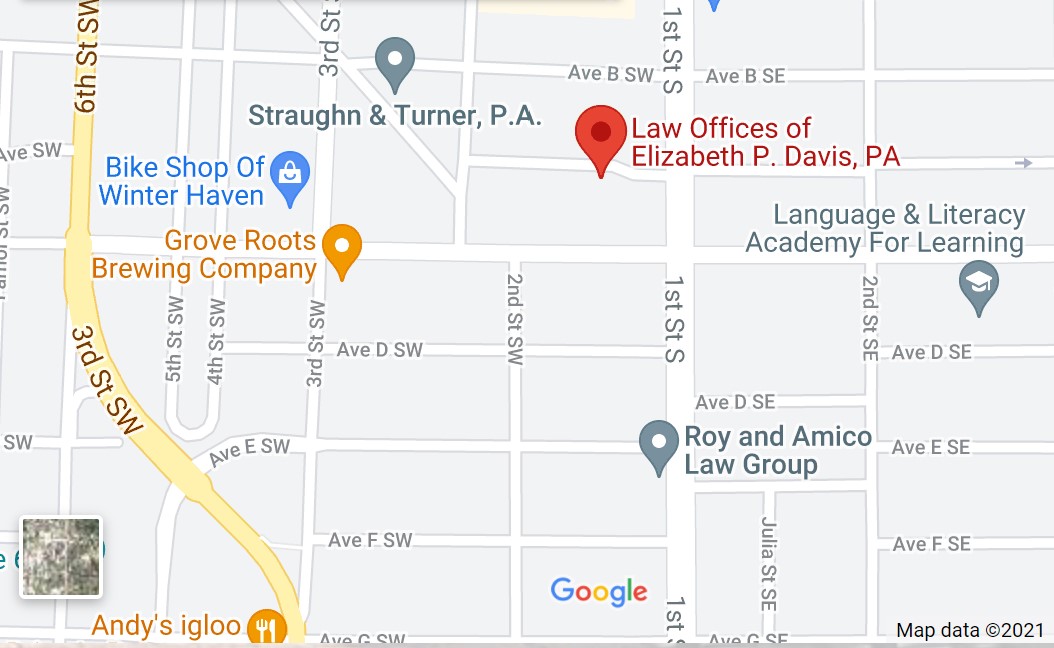 6th St SW
3rd St
1st St S
Ave B SW
Ave B SE
Straughn & Turner, P.A.
Law Offices of
Elizabeth P. Davis, PA
Ave SW
Bike Shop Of
Winter Haven
Language & Literacy
Academy For Learning
Grove Roots
Brewing Company
5th St SW
4th St SW
3rd St SW
2nd St SW
1st St S
2nd St SE
Ave D SW
Ave D SE
3rd St SW
Ave D SE
SW
Ave E SW
Roy and Amico
Law Group
Ave E SE
Ave F SW
Julia St SE
Ave F SE
Google
1st S
Andy's igloo
Ave G SW
Ave G SE
Map data ©2021